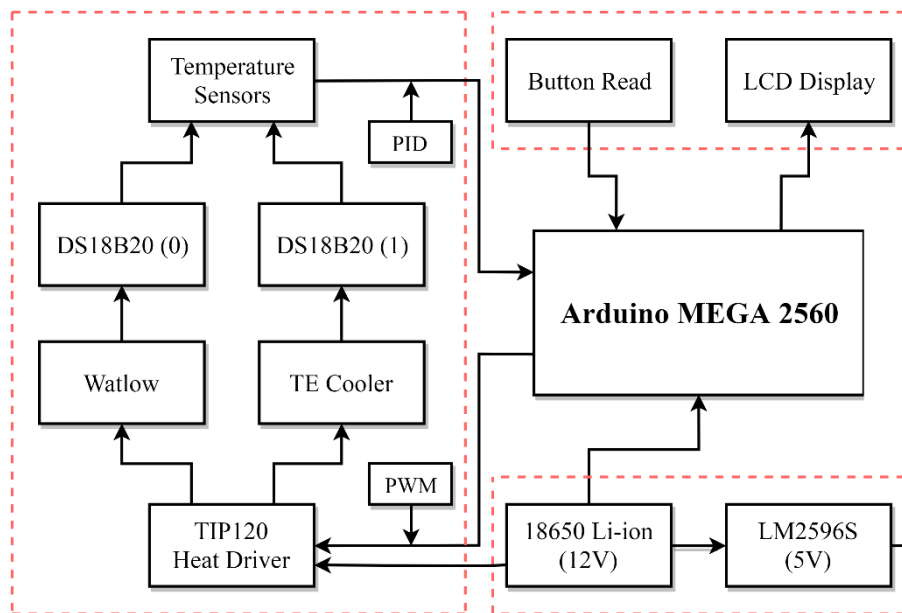 Temperature
Sensors
PID
Button Read
LCD Display
DS18B20 (0)
DS18B20 (1)
Arduino MEGA 2560
Watlow
TE Cooler
PWM
TIP120
Heat Driver
18650 Li-ion
(12V)
LM2596S
(5V)